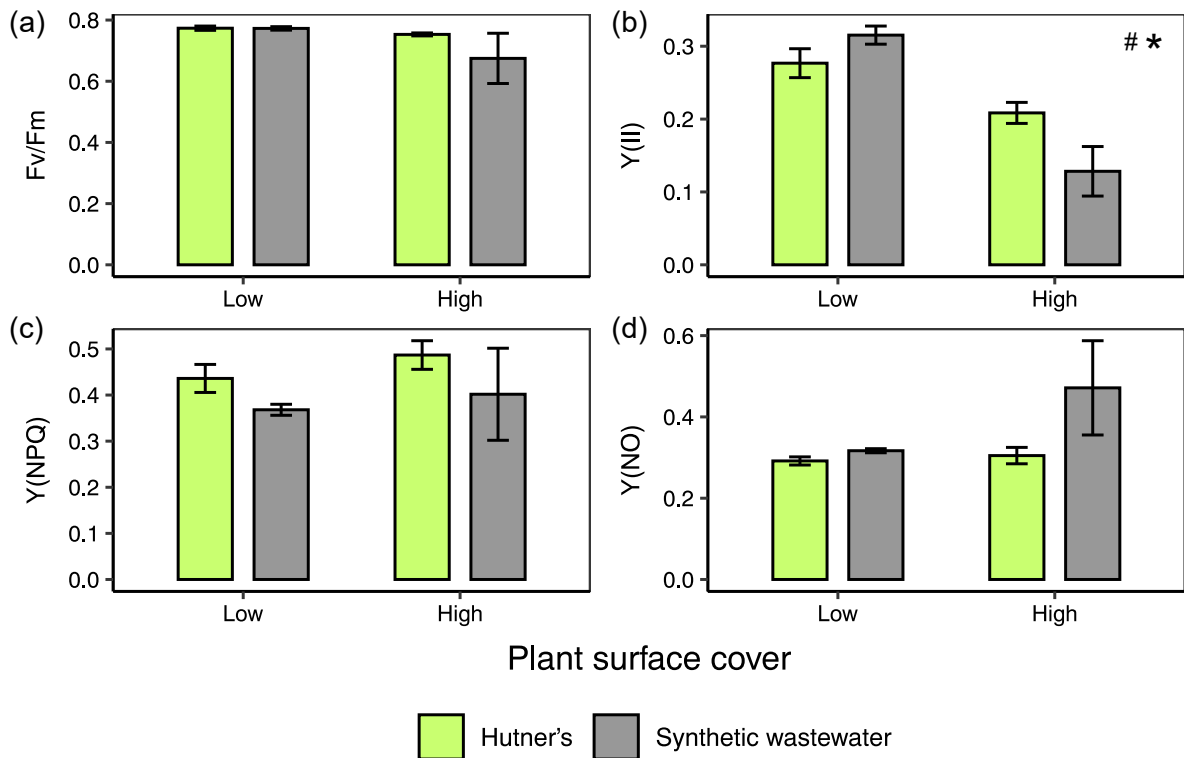 (a)
0.8
0.6
0.4
0.2
0.0
Fv/Fm
Low High
(b)
# *
0.3
0.2
0.1
0.0
Y(II)
Low High
(c)
0.5
0.4
0.3
0.2
0.1
0.0
Y(NPQ)
Low High
(d)
0.6
0.4
0.2
0.0
Y(NO)
Low High
Plant surface cover
Hutner's Synthetic wastewater